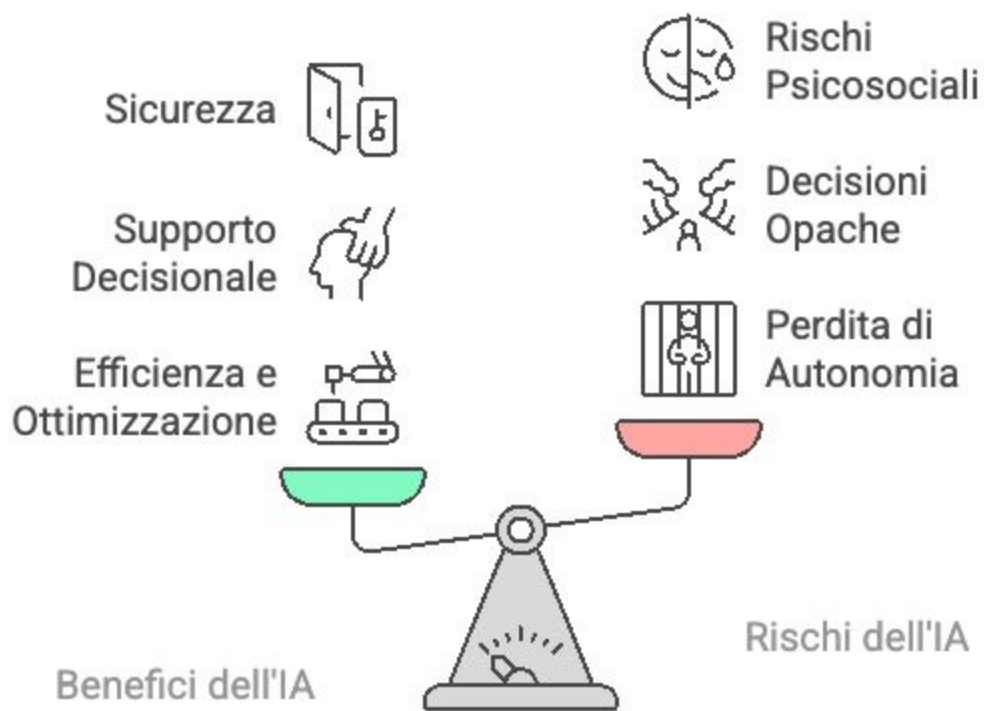 Sicurezza
Supporto
Decisionale
Efficienza e
Ottimizzazione
Rischi
Psicosociali
Decisioni
Opache
Perdita di
Autonomia
Benefici dell'IA
Rischi dell'IA